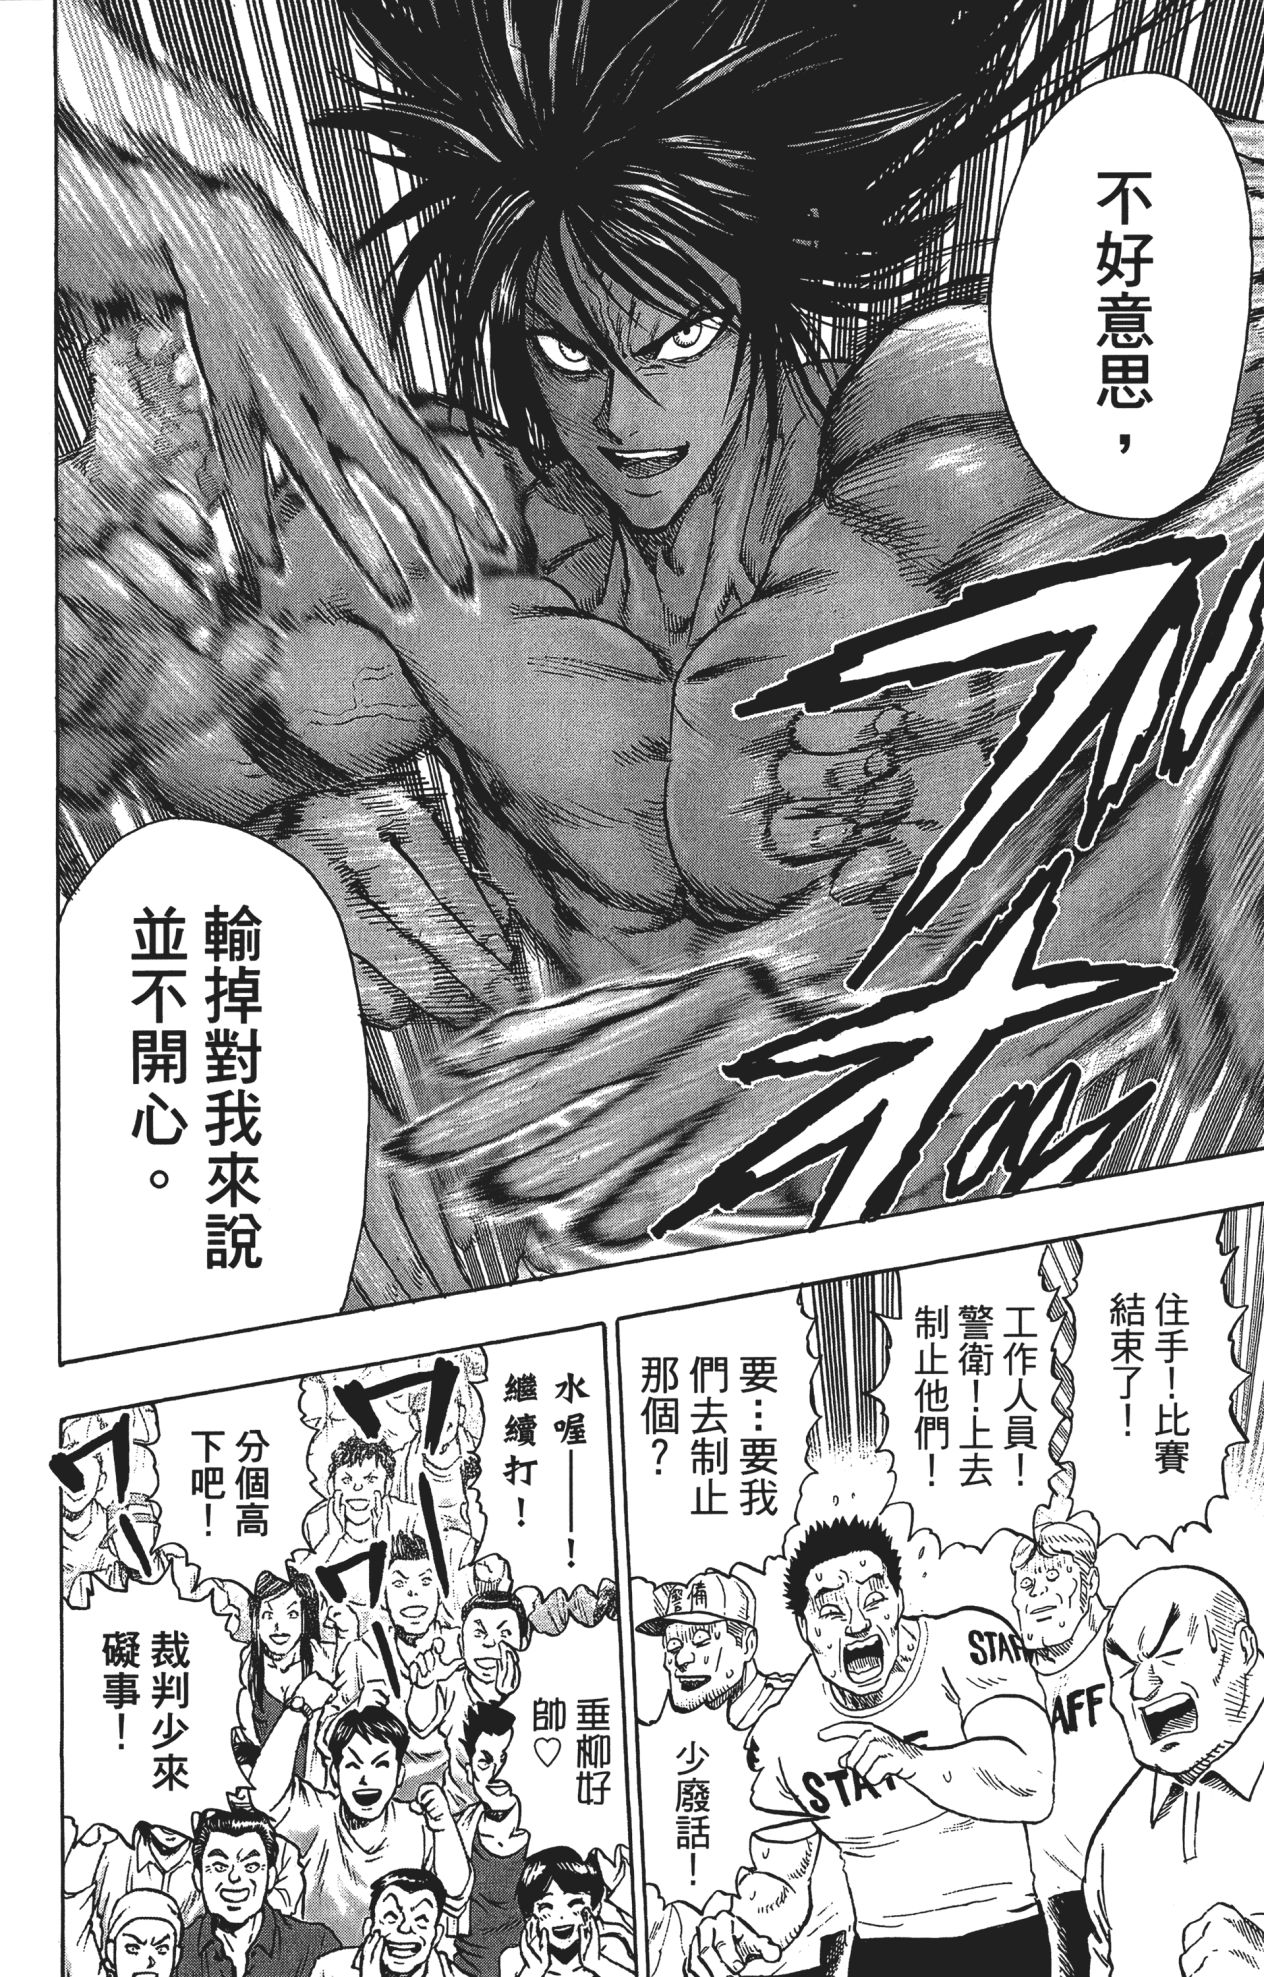 不好意思，
輸掉對我來說
並不開心。
住手！比賽
結束了！
工作人員！
警衛！上去
制止他們！
要…要我
們去制止
那個？
警備
STAFF
STAFF
少廢話！
水喔——！
繼續打！
分個高
下吧！
垂柳好
帥♡
裁判少來
礙事！
ワ
ワ
ワ